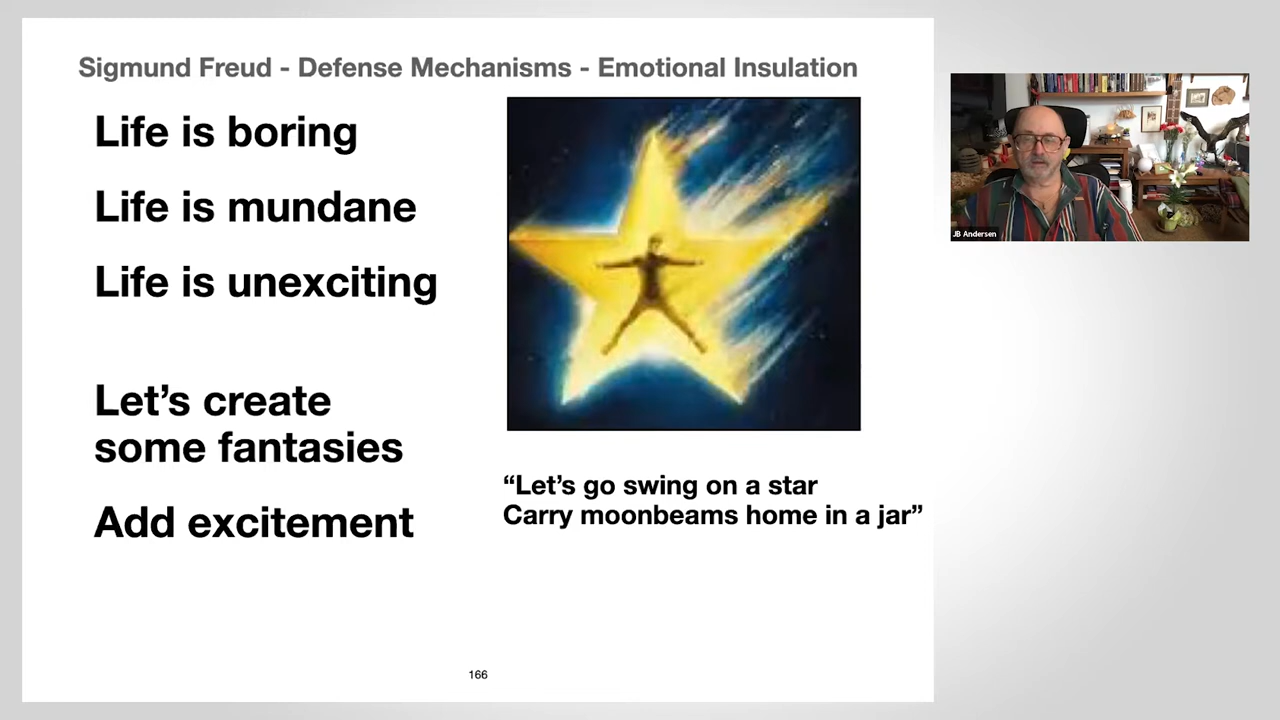 Sigmund Freud - Defense Mechanisms - Emotional Insulation
Life is boring
Life is mundane
Life is unexciting
Let’s create
some fantasies
Add excitement
“Let’s go swing on a star
Carry moonbeams home in a jar”
166
JB Andersen